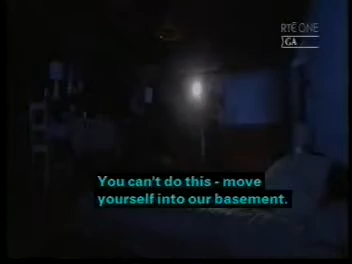 RTÉ ONE
GA
You can't do this - move
yourself into our basement.